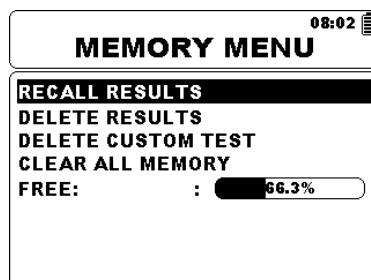 08:02
MEMORY MENU
RECALL RESULTS
DELETE RESULTS
DELETE CUSTOM TEST
CLEAR ALL MEMORY
FREE: : 66.3%